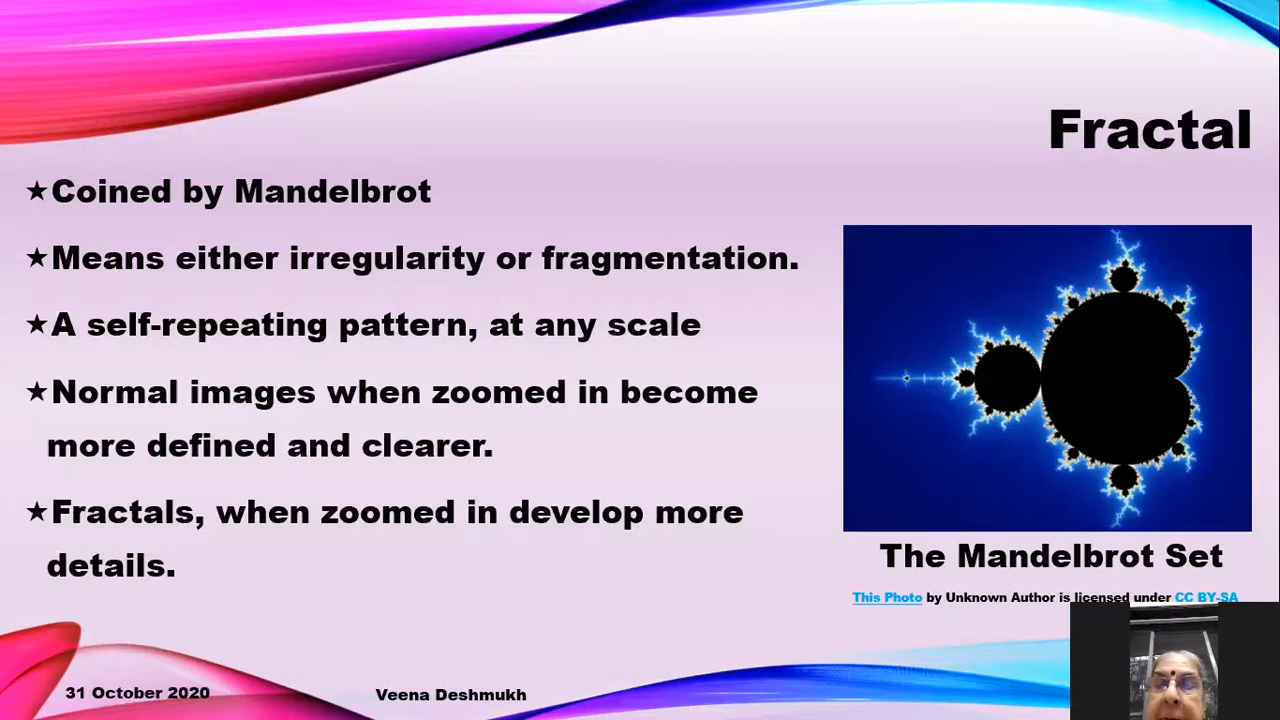 Fractal
★Coined by Mandelbrot
★Means either irregularity or fragmentation.
★A self-repeating pattern, at any scale
★Normal images when zoomed in become
more defined and clearer.
★Fractals, when zoomed in develop more
details.
The Mandelbrot Set
This Photo by Unknown Author is licensed under CC BY-SA
31 October 2020
Veena Deshmukh